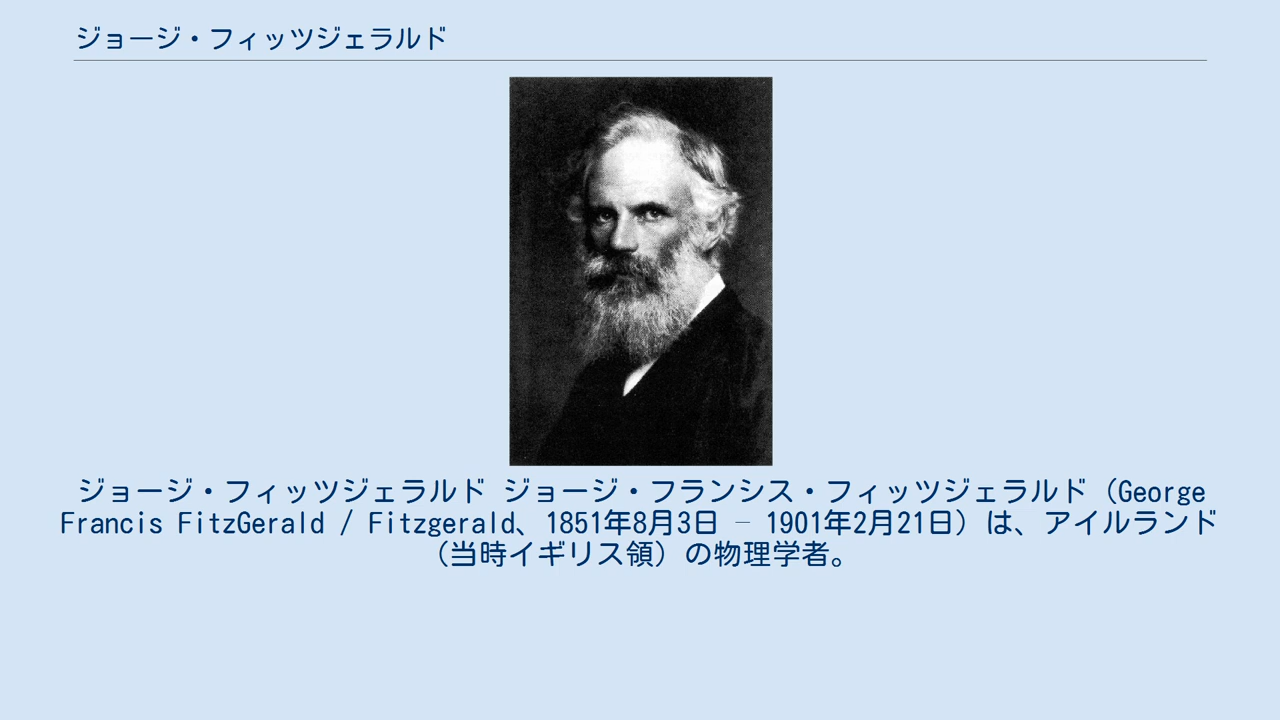 ジョージ・フィッツジェラルド
ジョージ・フィッツジェラルド ジョージ・フランシス・フィッツジェラルド（George
Francis FitzGerald / Fitzgerald、1851年8月3日 – 1901年2月21日）は、アイルランド
（当時イギリス領）の物理学者。